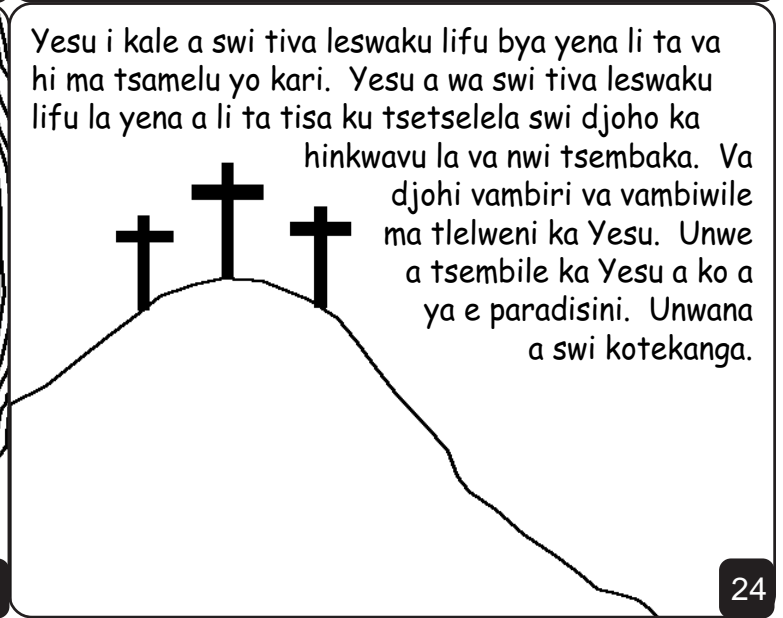 Yesu i kale a swi tiva leswaku lifu bya yena li ta va
hi ma tsamelu yo kari. Yesu a wa swi tiva leswaku
lifu la yena a li ta tisa ku tsetselela swi djoho ka
hinkwavu la va nwi tsembaka. Va
djohi vambiri va vambiwile
ma tlelweni ka Yesu. Unwe
a tsembile ka Yesu a ko a
ya e paradisini. Unwana
a swi kotekanga.
24